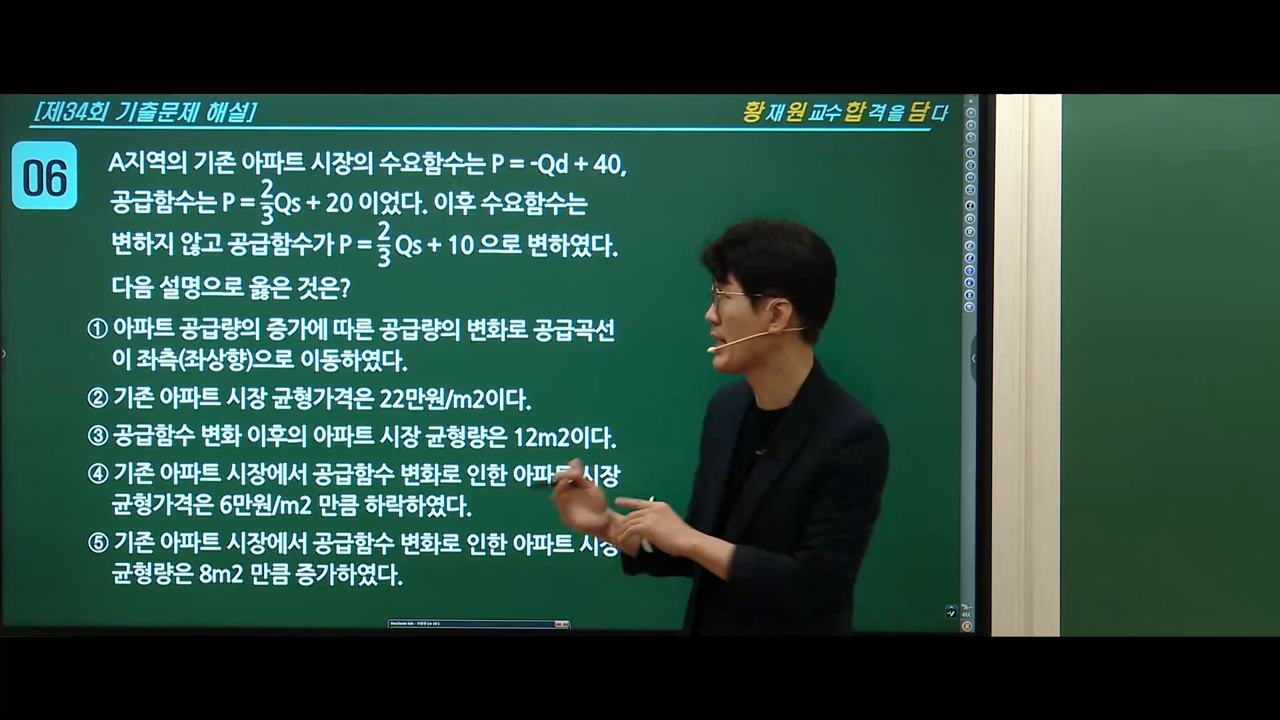 [제34회 기출문제 해설]
황재원 교수 합격을 담다
06
A지역의 기존 아파트 시장의 수요함수는 P = -Qd + 40,
공급함수는 P = 2/3Qs + 20 이었다. 이후 수요함수는
변하지 않고 공급함수가 P = 2/3 Qs + 10 으로 변하였다.
다음 설명으로 옳은 것은?
① 아파트 공급량의 증가에 따른 공급량의 변화로 공급곡선
이 좌측(좌상향)으로 이동하였다.
② 기존 아파트 시장 균형가격은 22만원/m2이다.
③ 공급함수 변화 이후의 아파트 시장 균형량은 12m2이다.
④ 기존 아파트 시장에서 공급함수 변화로 인한 아파트 시장
균형가격은 6만원/m2 만큼 하락하였다.
⑤ 기존 아파트 시장에서 공급함수 변화로 인한 아파트 시장
균형량은 8m2 만큼 증가하였다.